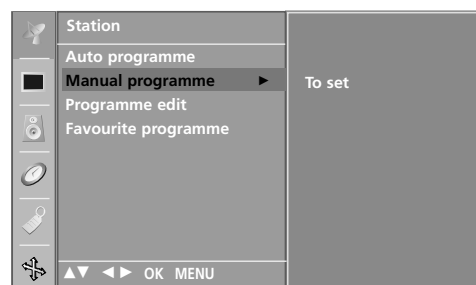 Station
Auto programme
Manual programme ►
To set
Programme edit
Favourite programme
▲▼ ◄► OK MENU